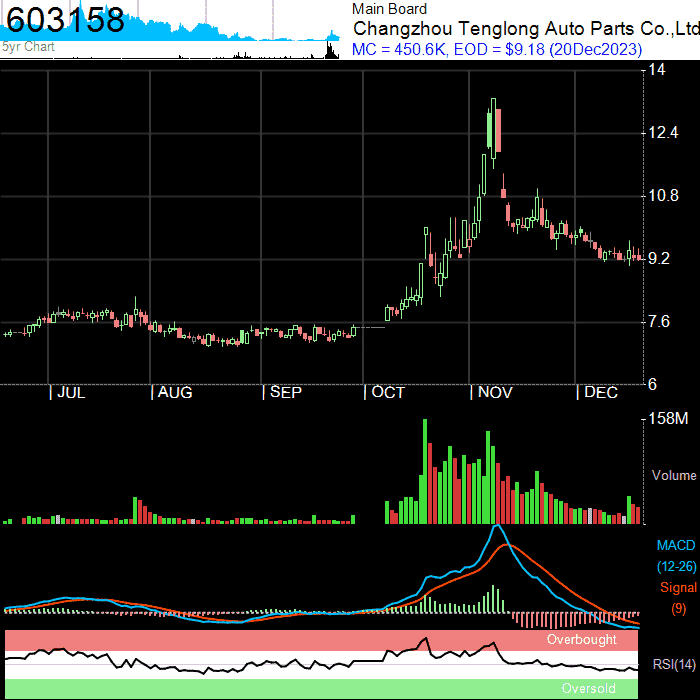 603158
5yr Chart
Main Board
Changzhou Tenglong Auto Parts Co.,Ltd
MC = 450.6K, EOD = $9.18 (20Dec2023)
14
12.4
10.8
9.2
7.6
6
JUL
AUG
SEP
OCT
NOV
DEC
158M
Volume
MACD
(12-26)
Signal
(9)
Overbought
RSI(14)
Oversold